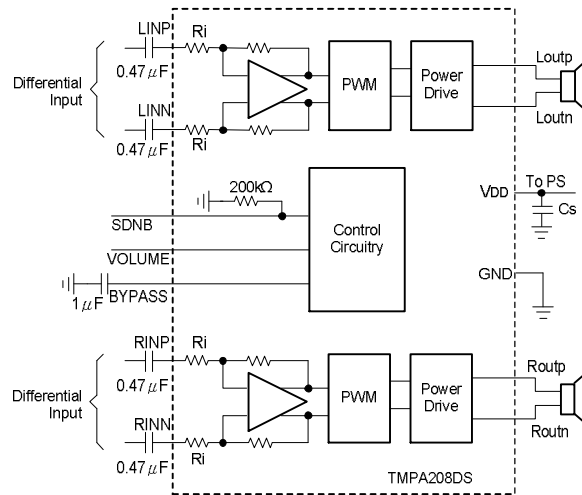 LINP
Ri
0.47μF
Differential
Input
LINN
0.47μF
Ri
PWM
Power
Drive
Loutp
Loutn
200kΩ
SDNB
VOLUME
BYPASS
1μF
Control
Circuitry
VDD
To PS
Cs
GND
RINP
Ri
0.47μF
Differential
Input
RINN
0.47μF
Ri
PWM
Power
Drive
Routp
Routn
TMPA208DS